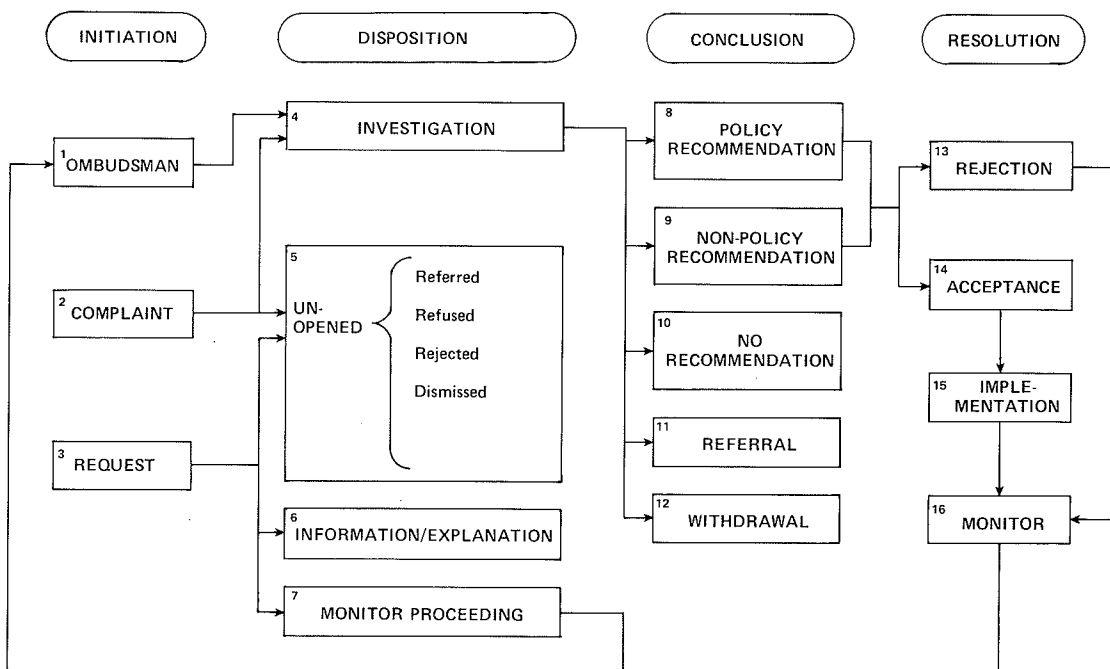 INITIATION
DISPOSITION
CONCLUSION
RESOLUTION
1
OMBUDSMAN
2
COMPLAINT
3
REQUEST
4
INVESTIGATION
5
UN-
OPENED
Referred
Refused
Rejected
Dismissed
6
INFORMATION/EXPLANATION
7
MONITOR PROCEEDING
8
POLICY
RECOMMENDATION
9
NON-POLICY
RECOMMENDATION
10
NO
RECOMMENDATION
11
REFERRAL
12
WITHDRAWAL
13
REJECTION
14
ACCEPTANCE
15
IMPLE-
MENTATION
16
MONITOR